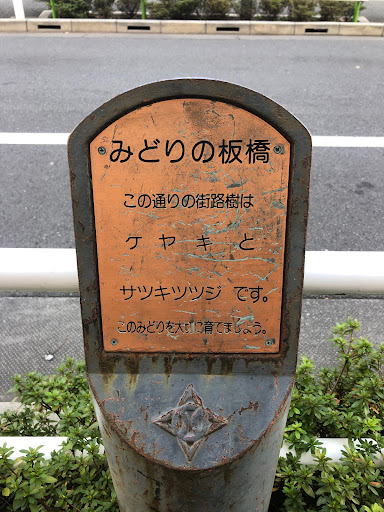 みどりの板橋
この通りの街路樹は
ケヤキと
サツキツツジ です。
このみどりを大切に育てましょう。